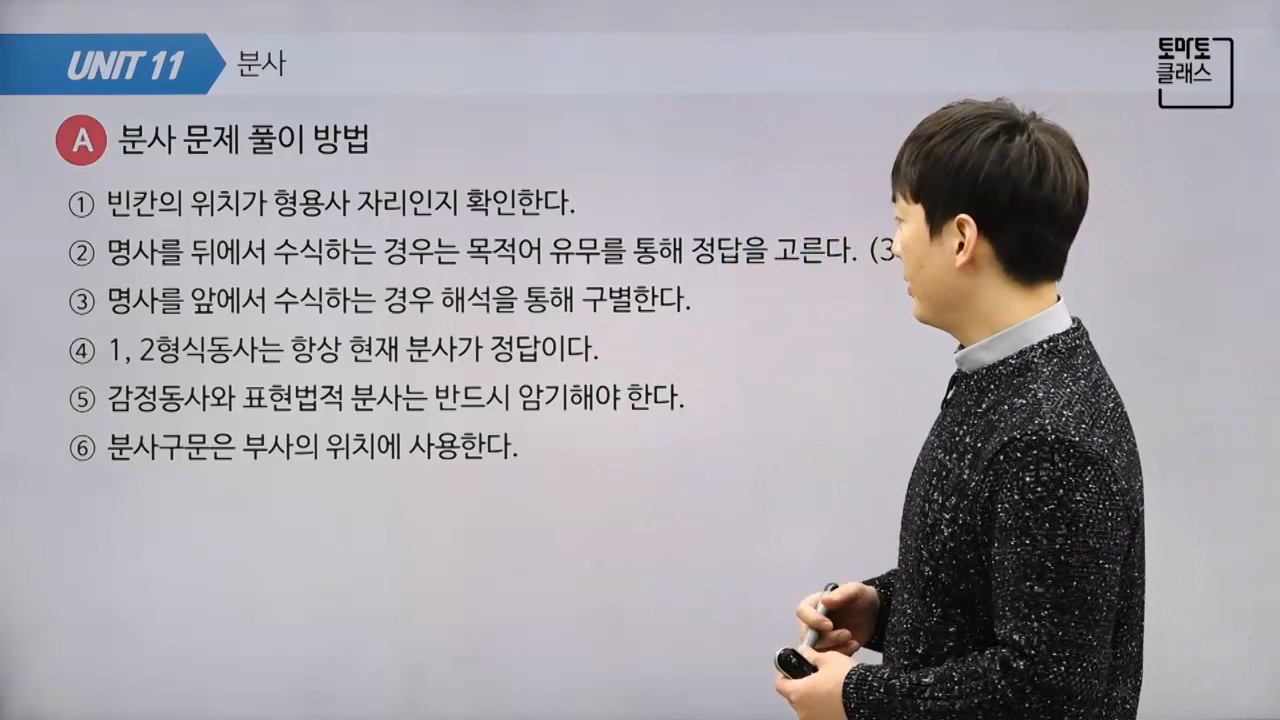 UNIT 11 분사
토마토
클래스
A 분사 문제 풀이 방법
① 빈칸의 위치가 형용사 자리인지 확인한다.
② 명사를 뒤에서 수식하는 경우는 목적어 유무를 통해 정답을 고른다. (3
③ 명사를 앞에서 수식하는 경우 해석을 통해 구별한다.
④ 1, 2형식동사는 항상 현재 분사가 정답이다.
⑤ 감정동사와 표현법적 분사는 반드시 암기해야 한다.
⑥ 분사구문은 부사의 위치에 사용한다.